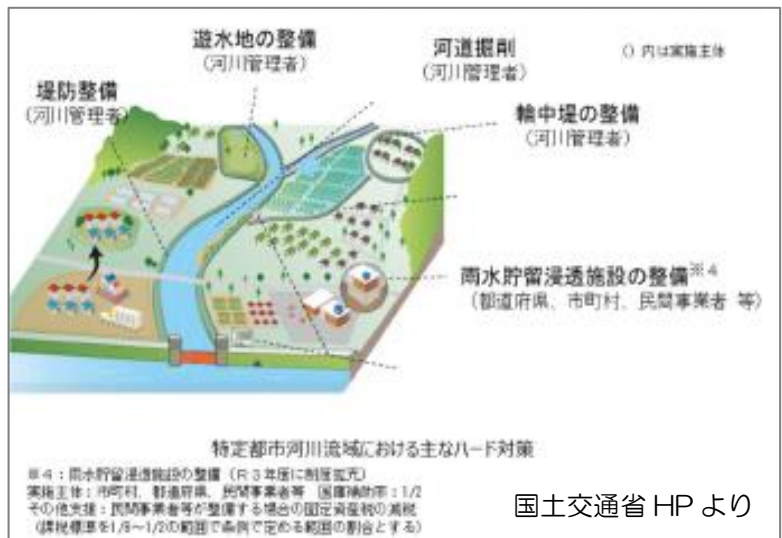 遊水地の整備
(河川管理者)
河道掘削
(河川管理者)
()内は実施主体
堤防整備
(河川管理者)
輪中堤の整備
(河川管理者)
雨水貯留浸透施設の整備※4
(都道府県、市町村、民間事業者 等)
特定都市河川流域における主なハード対策
※4:雨水貯留浸透施設の整備(R3年度に制度拡充)
実施主体:市町村、都道府県、民間事業者等 国庫補助率:1/2
その他支援:民間事業者等が整備する場合の固定資産税の減税
(課税標準を1/6~1/2の範囲で条例で定める範囲の割合とする)
国土交通省HPより